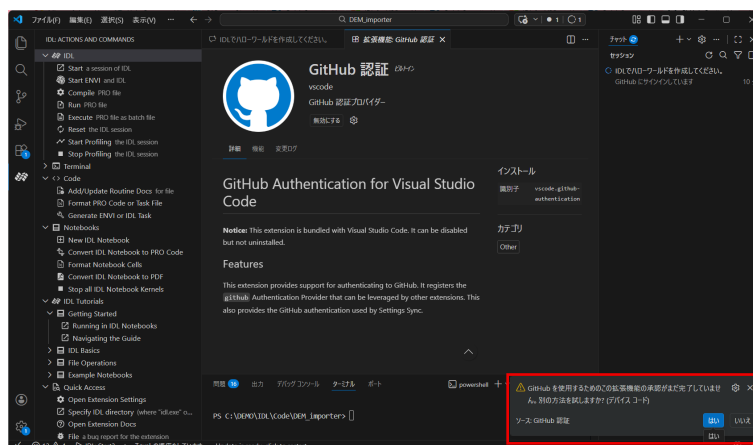 ファイル(F) 編集(E) 選択(S) 表示(V) ··· DEM_importer
IDL: ACTIONS AND COMMANDS
IDL
Start a session of IDL
Start ENVI and IDL
Compile PRO file
Run PRO file
Execute PRO file as batch file
Reset the IDL session
Start Profiling the IDL session
Stop Profiling the IDL session
Terminal
Code
Add/Update Routine Docs for file
Format PRO Code or Task File
Generate ENVI or IDL Task
Notebooks
New IDL Notebook
Convert IDL Notebook to PRO Code
Format Notebook Cells
Convert IDL Notebook to PDF
Stop all IDL Notebook Kernels
IDL Tutorials
Getting Started
Running in IDL Notebooks
Navigating the Guide
IDL Basics
File Operations
Example Notebooks
Quick Access
Open Extension Settings
Specify IDL directory (where "idl.exe" o...
Open Extension Docs
File a bug report for the extension
IDLでハローワールドを作成してください。 拡張機能: GitHub 認証
GitHub 認証 ビルトイン
vscode
GitHub 認証プロバイダー
無効にする
詳細 機能 変更ログ
GitHub Authentication for Visual Studio
Code
Notice: This extension is bundled with Visual Studio Code. It can be disabled
but not uninstalled.
Features
This extension provides support for authenticating to GitHub. It registers the
github Authentication Provider that can be leveraged by other extensions. This
also provides the GitHub authentication used by Settings Sync.
インストール
識別子 vscode.github-
authentication
カテゴリ
Other
問題 16 出力 デバッグ コンソール ターミナル ポート powershell
PS C:\DEMO\IDL\Code\DEM_importer>
チャット
セッション
IDLでハローワールドを作成してください。
GitHub にサインインしています 10
GitHub を使用するためのこの拡張機能の承認がまだ完了していませ
ん。別の方法を試しますか? (デバイス コード)
ソース: GitHub 認証 はい いいえ
はい